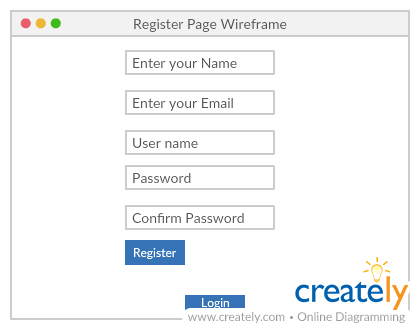 Register Page Wireframe
Enter your Name
Enter your Email
User name
Password
Confirm Password
Register
Login
creately
www.creately.com • Online Diagramming